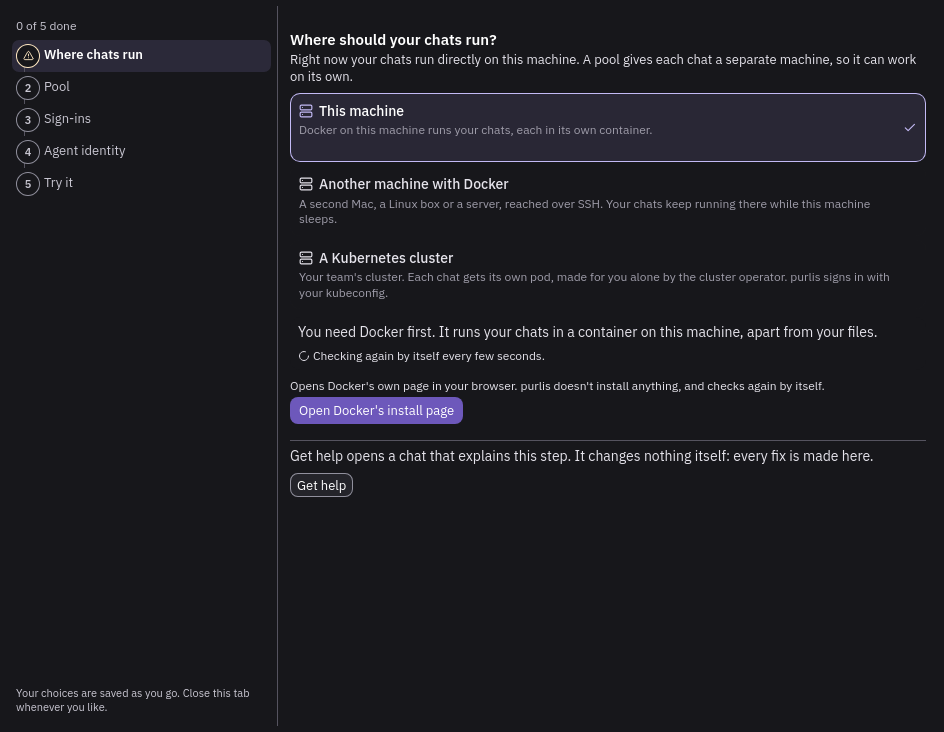 0 of 5 done
Where chats run
2 Pool
3 Sign-ins
4 Agent identity
5 Try it
Your choices are saved as you go. Close this tab
whenever you like.
Where should your chats run?
Right now your chats run directly on this machine. A pool gives each chat a separate machine, so it can work
on its own.
This machine
Docker on this machine runs your chats, each in its own container.
Another machine with Docker
A second Mac, a Linux box or a server, reached over SSH. Your chats keep running there while this machine
sleeps.
A Kubernetes cluster
Your team's cluster. Each chat gets its own pod, made for you alone by the cluster operator. purlis signs in with
your kubeconfig.
You need Docker first. It runs your chats in a container on this machine, apart from your files.
Checking again by itself every few seconds.
Opens Docker's own page in your browser. purlis doesn't install anything, and checks again by itself.
Open Docker's install page
Get help opens a chat that explains this step. It changes nothing itself: every fix is made here.
Get help